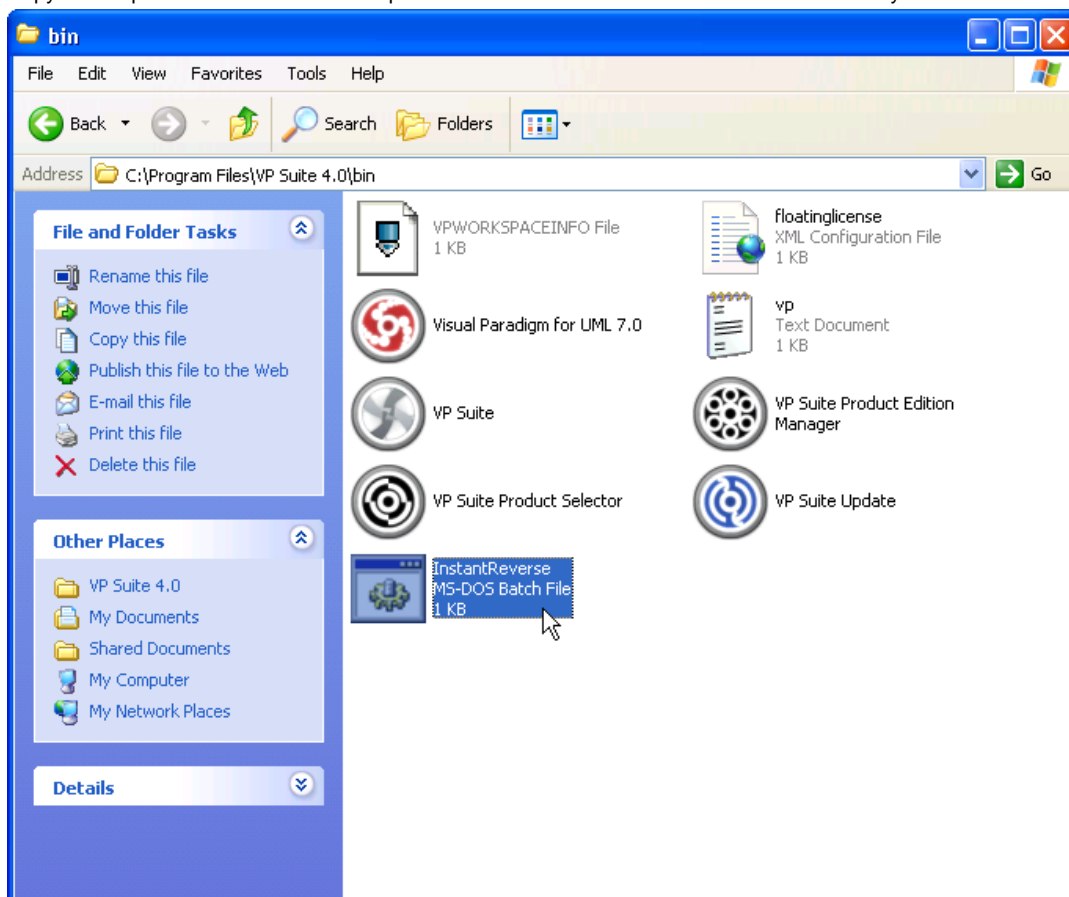 bin
File Edit View Favorites Tools Help
Back Search Folders
Address C:\Program Files\VP Suite 4.0\bin Go
File and Folder Tasks
Rename this file
Move this file
Copy this file
Publish this file to the Web
E-mail this file
Print this file
Delete this file
Other Places
VP Suite 4.0
My Documents
Shared Documents
My Computer
My Network Places
Details
VPWORKSPACEINFO File
1 KB
floatinglicense
XML Configuration File
1 KB
Visual Paradigm for UML 7.0
vp
Text Document
1 KB
VP Suite
VP Suite Product Edition
Manager
VP Suite Product Selector
VP Suite Update
InstantReverse
MS-DOS Batch File
1 KB